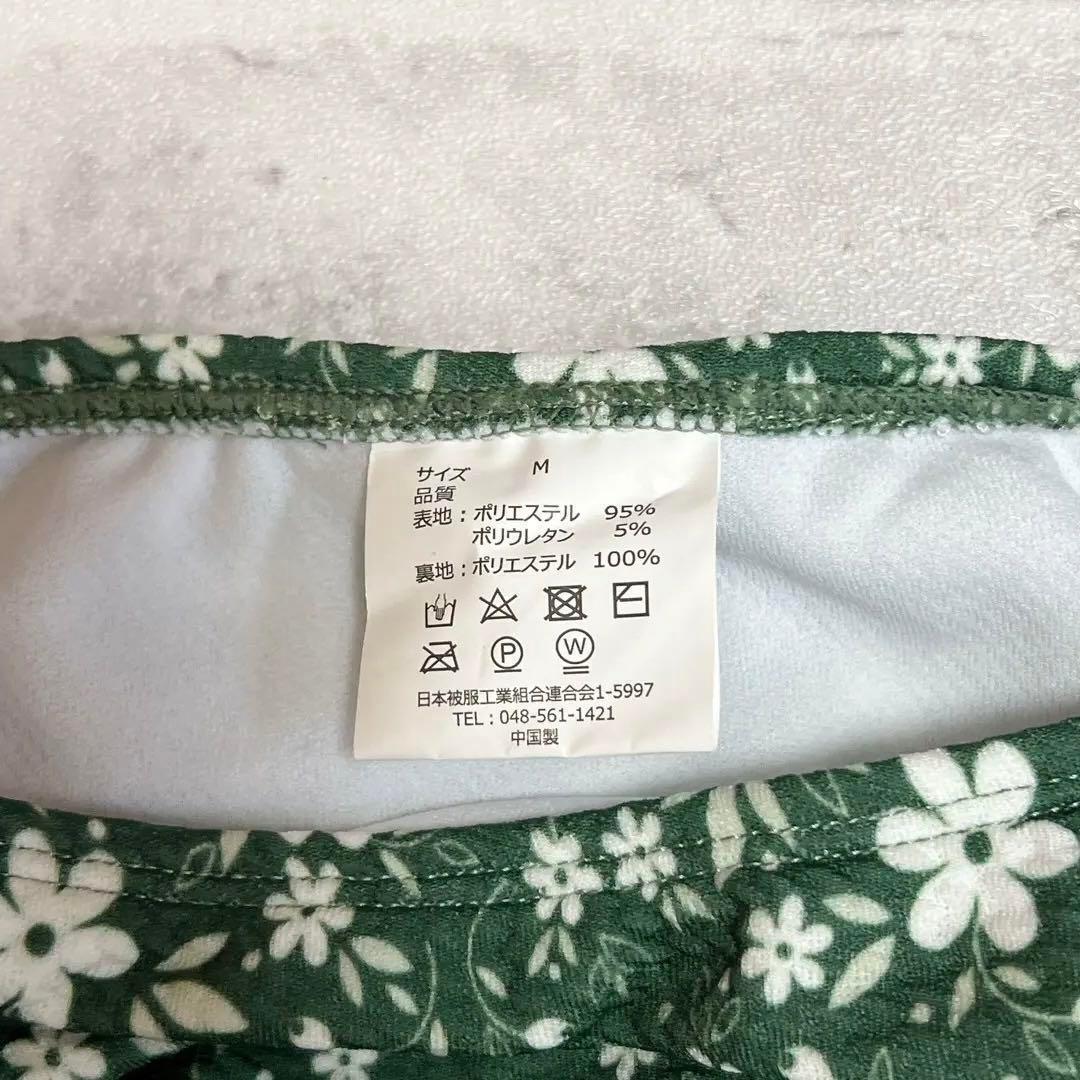 サイズ M
品質
表地：ポリエステル 95%
ポリウレタン 5%
裏地：ポリエステル 100%
P W
日本被服工業組合連合会1-5997
TEL：048-561-1421
中国製